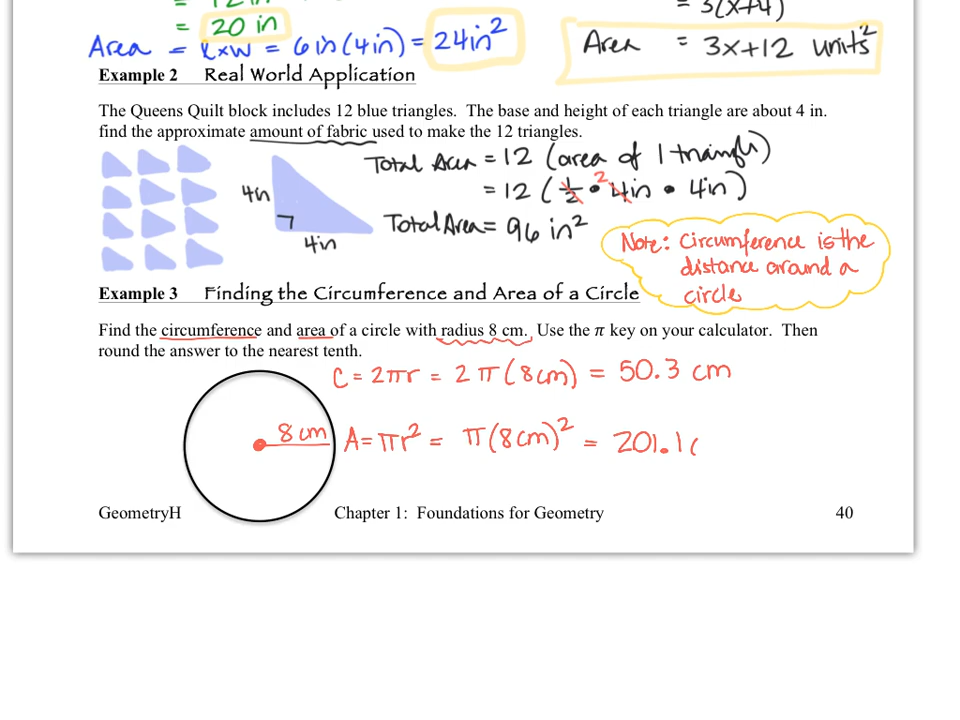 = 12 in
= 3(x+4)
= 20 in
Area = l×w = 6in(4in) = 24in²
Area = 3x+12 units²
Example 2 Real World Application
The Queens Quilt block includes 12 blue triangles. The base and height of each triangle are about 4 in.
find the approximate amount of fabric used to make the 12 triangles.
Total Area = 12 (area of 1 triangle)
= 12 (½ • 4in • 4in)
2
4in
4in
Total Area = 96 in²
Note: Circumference is the
distance around a
circle
Example 3 Finding the Circumference and Area of a Circle
Find the circumference and area of a circle with radius 8 cm. Use the π key on your calculator. Then
round the answer to the nearest tenth.
C = 2πr = 2π(8cm) = 50.3 cm
8 cm
A = πr² = π(8cm)² = 201.1c
GeometryH Chapter 1: Foundations for Geometry 40